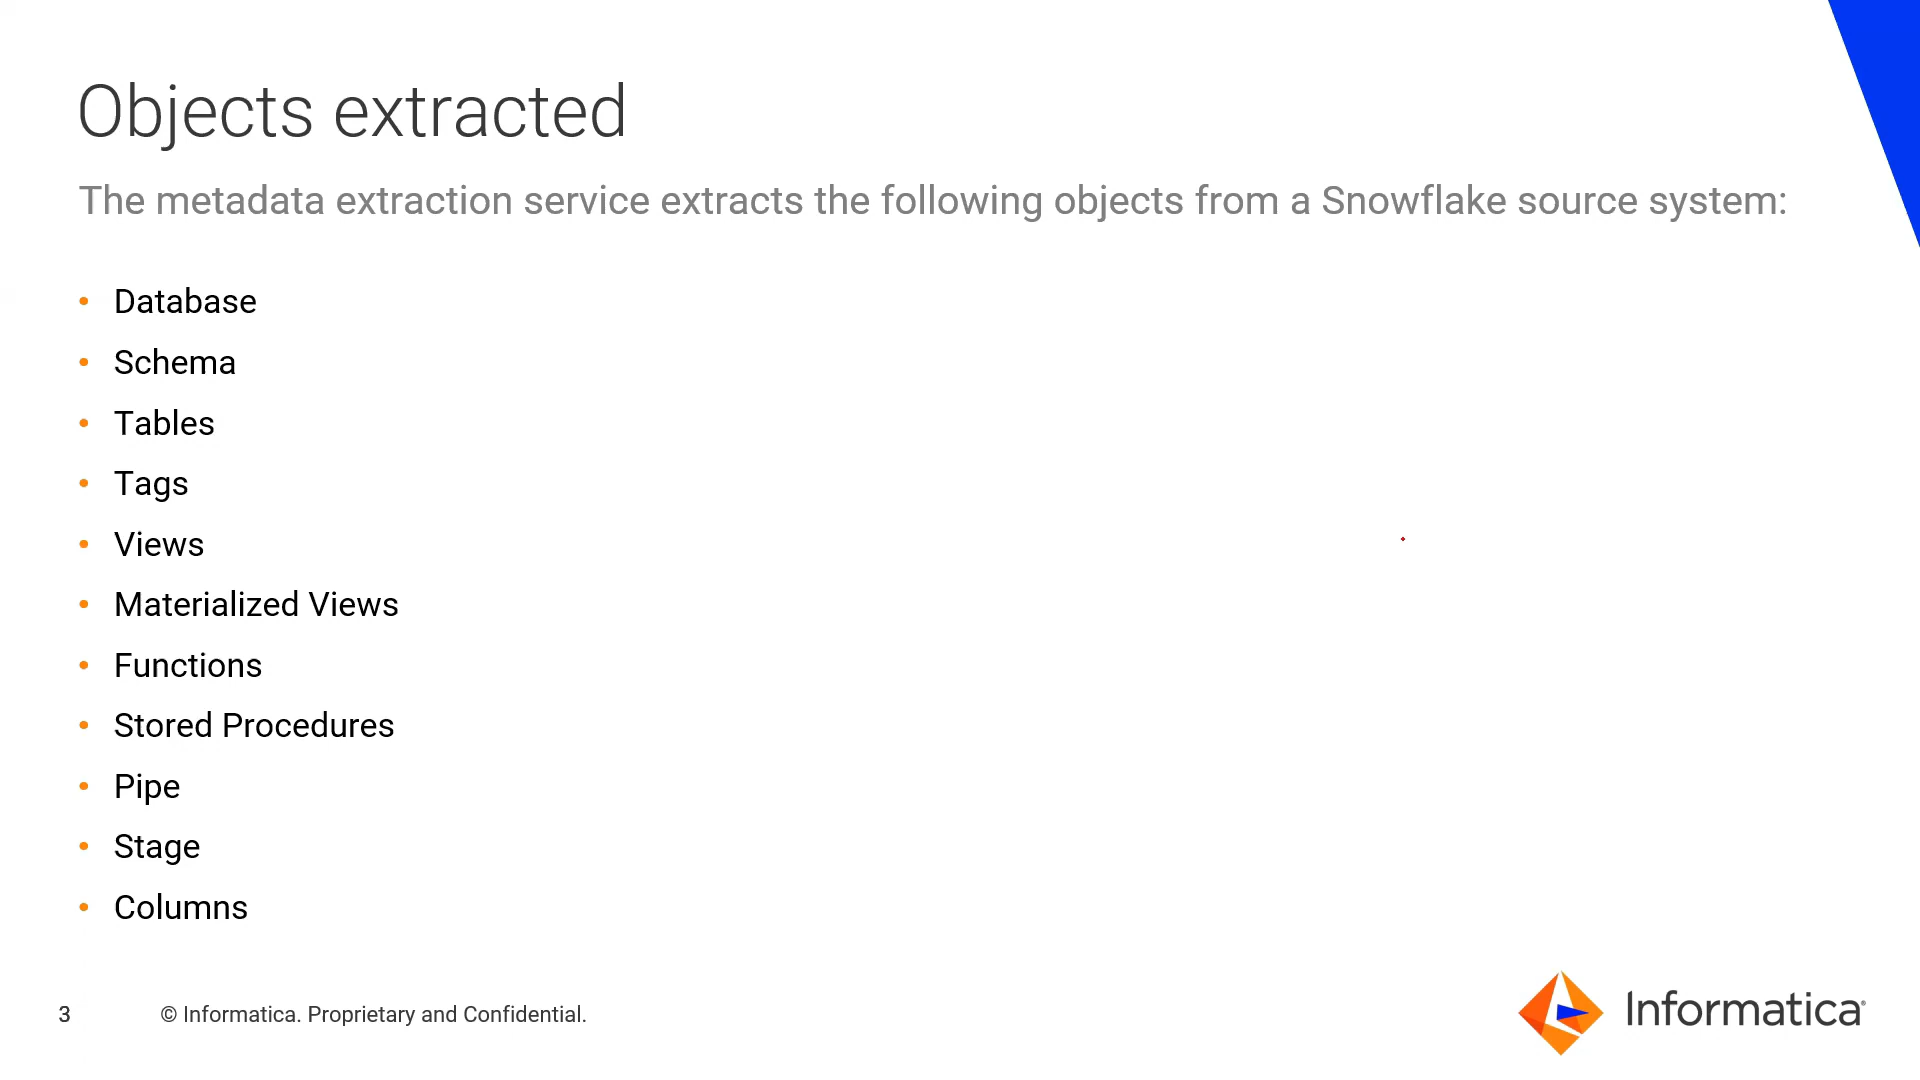 Objects extracted
The metadata extraction service extracts the following objects from a Snowflake source system:
• Database
• Schema
• Tables
• Tags
• Views
• Materialized Views
• Functions
• Stored Procedures
• Pipe
• Stage
• Columns
3 © Informatica. Proprietary and Confidential.
Informatica®